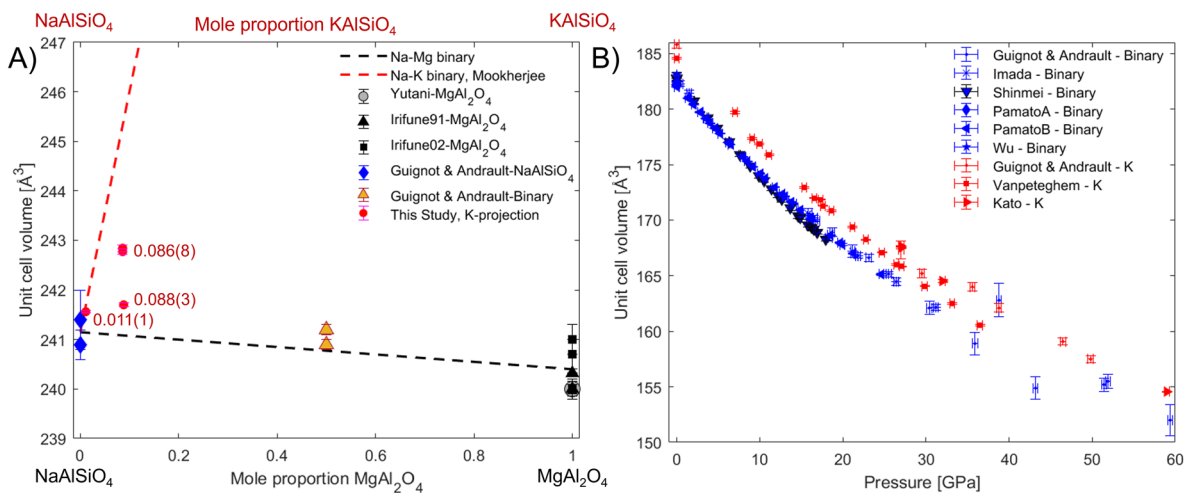 NaAlSiO4
Mole proportion KAlSiO4
KAlSiO4
A)
247
246
245
244
243
242
241
240
239
Unit cell volume [Å3]
Na-Mg binary
Na-K binary, Mookherjee
Yutani-MgAl2O4
Irifune91-MgAl2O4
Irifune02-MgAl2O4
Guignot & Andrault-NaAlSiO4
Guignot & Andrault-Binary
This Study, K-projection
0.086(8)
0.088(3)
0.011(1)
0 0.2 0.4 0.6 0.8 1
NaAlSiO4
Mole proportion MgAl2O4
MgAl2O4
B)
185
180
175
170
165
160
155
150
Unit cell volume [Å3]
Guignot & Andrault - Binary
Imada - Binary
Shinmei - Binary
PamatoA - Binary
PamatoB - Binary
Wu - Binary
Guignot & Andrault - K
Vanpeteghem - K
Kato - K
0 10 20 30 40 50 60
Pressure [GPa]